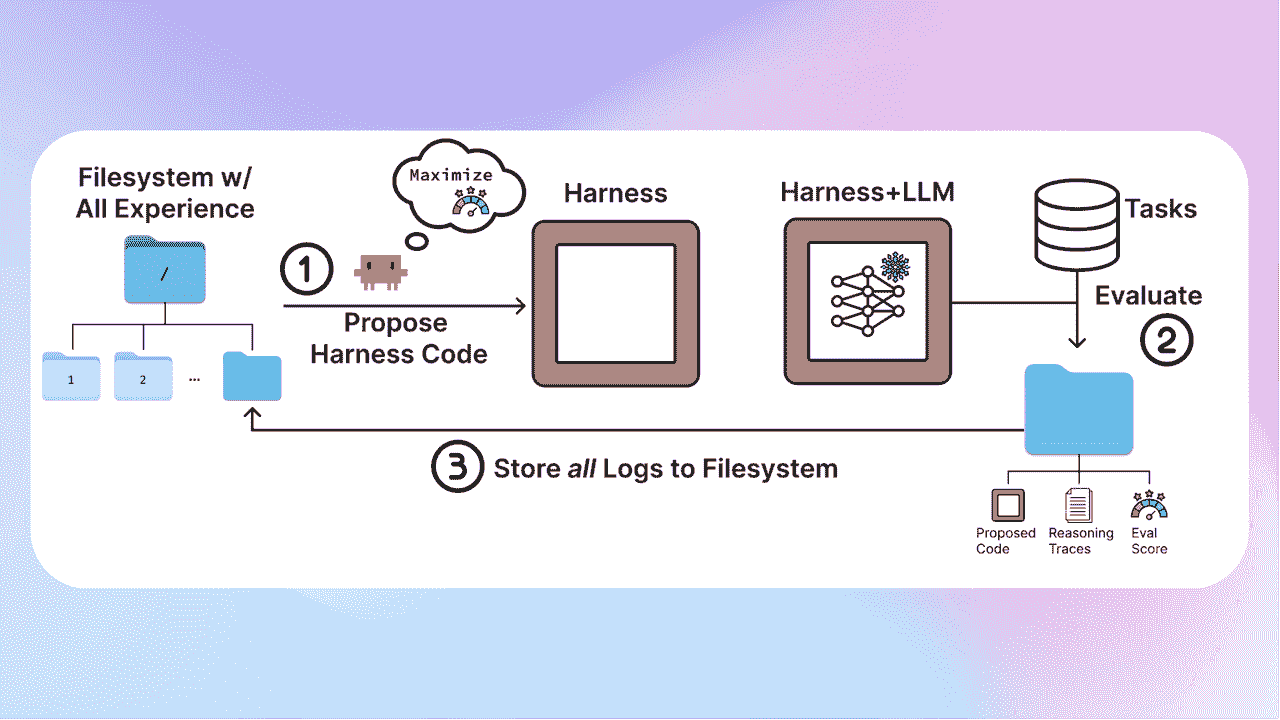 Filesystem w/
All Experience
/
1
2
...
1
Maximize
Propose
Harness Code
Harness
Harness+LLM
Tasks
Evaluate
2
3
Store all Logs to Filesystem
Proposed
Code
Reasoning
Traces
Eval
Score